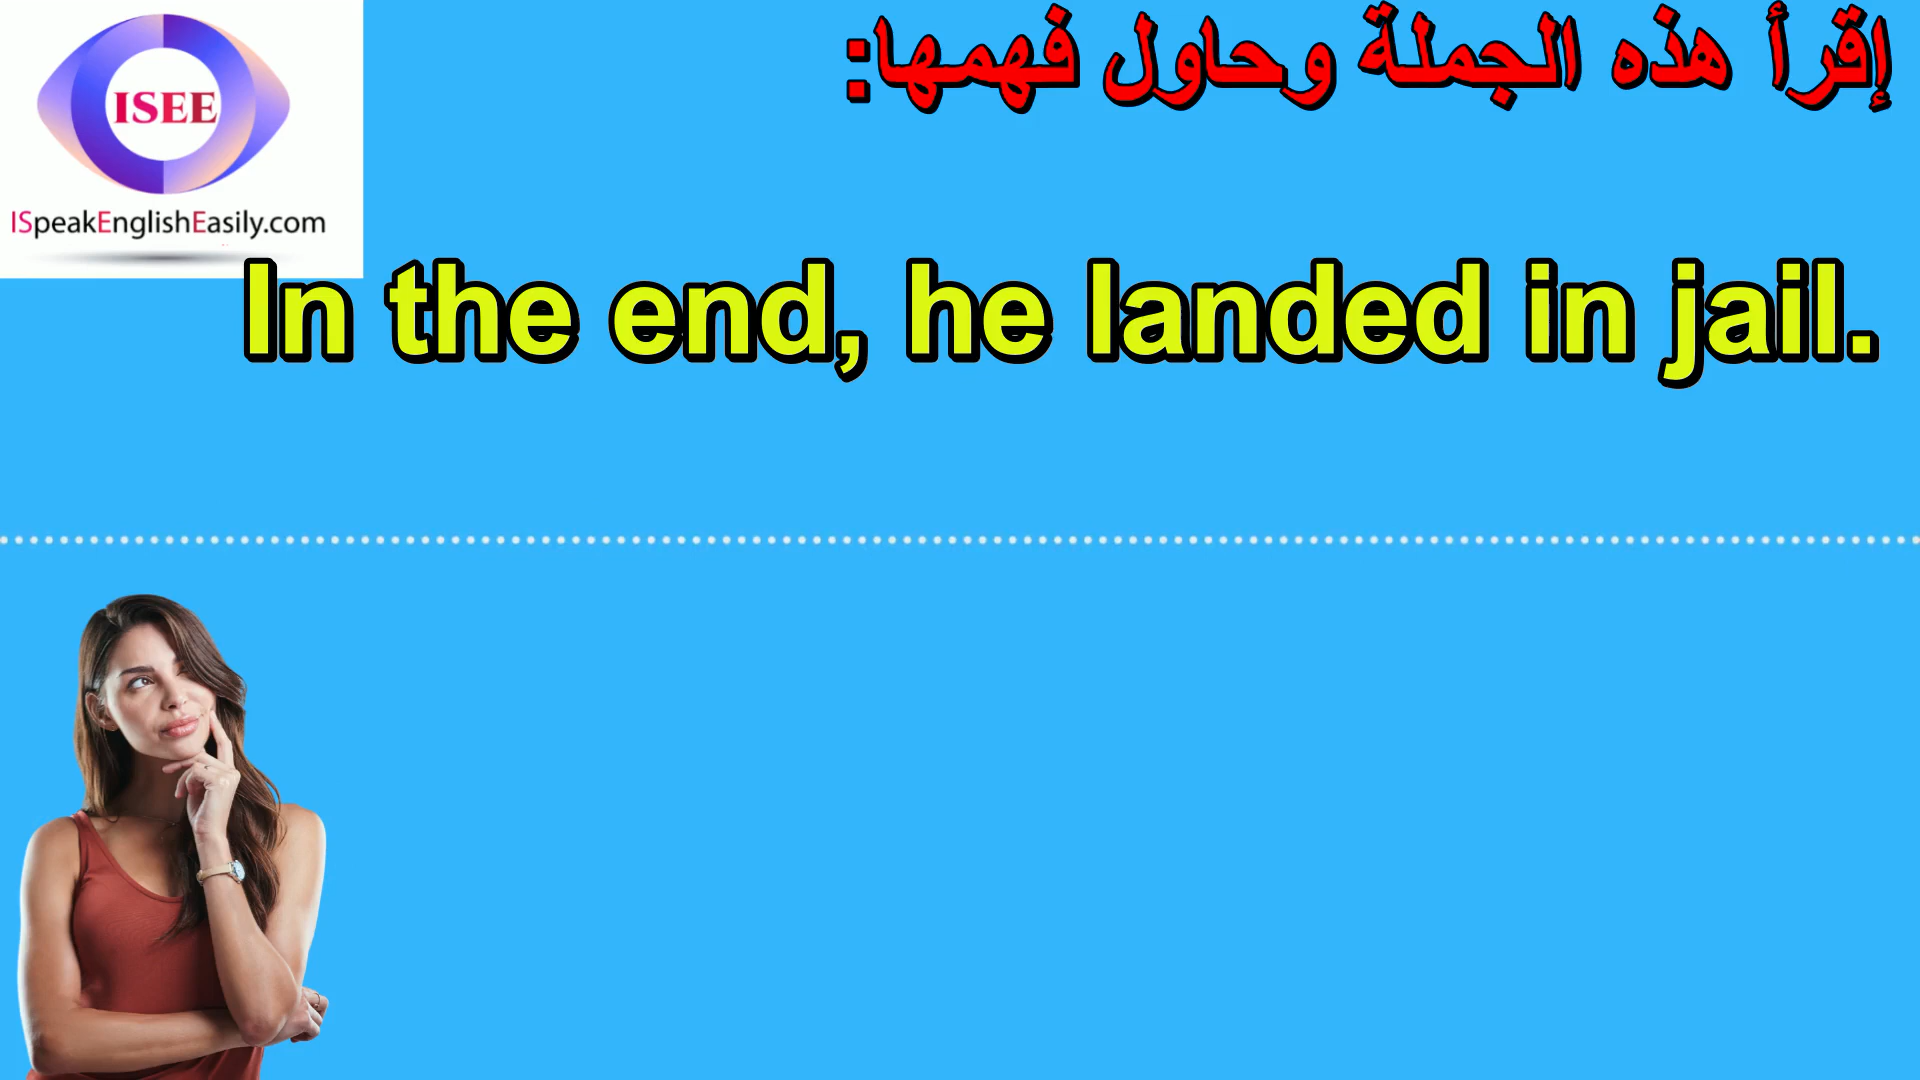 إقرأ هذه الجملة وحاول فهمها:
ISEE
ISpeakEnglishEasily.com
In the end, he landed in jail.